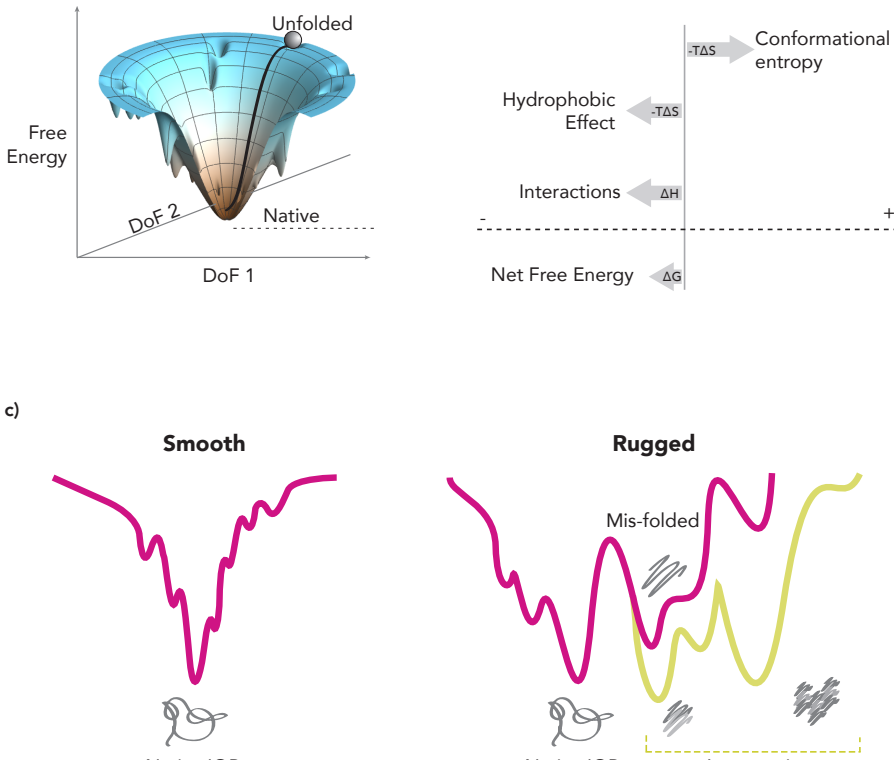 Unfolded
Free
Energy
DoF 2
Native
DoF 1
-TΔS
Conformational
entropy
Hydrophobic
Effect
-TΔS
Interactions
ΔH
-
+
Net Free Energy
ΔG
c)
Smooth
Rugged
Mis-folded